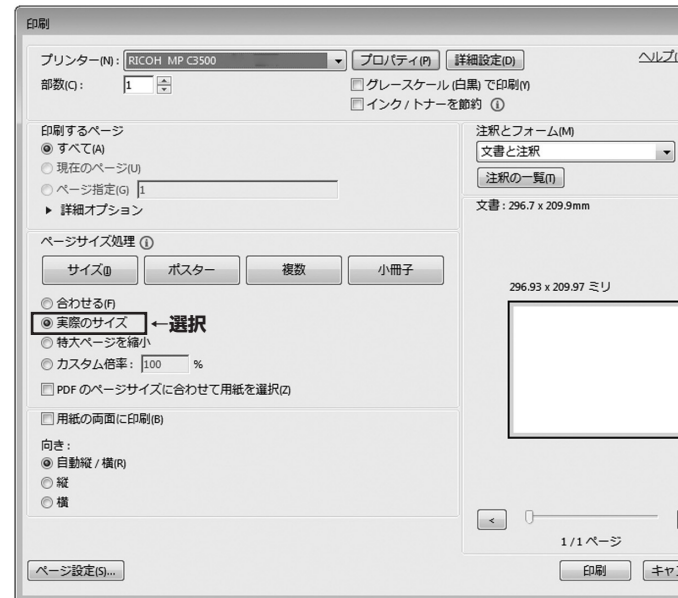 印刷
プリンター(N): RICOH MP C3500 プロパティ(P) 詳細設定(D) ヘルプ(
部数(C): 1 グレースケール (白黒) で印刷(Y)
インク / トナーを節約
印刷するページ
すべて(A)
現在のページ(U)
ページ指定(G) 1
詳細オプション
注釈とフォーム(M)
文書と注釈
注釈の一覧(T)
文書 : 296.7 x 209.9mm
ページサイズ処理
サイズ(I) ポスター 複数 小冊子
合わせる(F)
実際のサイズ ←選択
特大ページを縮小
カスタム倍率 : 100 %
PDF のページサイズに合わせて用紙を選択(Z)
296.93 x 209.97 ミリ
用紙の両面に印刷(B)
向き :
自動縦 / 横(R)
縦
横
<
1 / 1 ページ
ページ設定(S)... 印刷 キャ